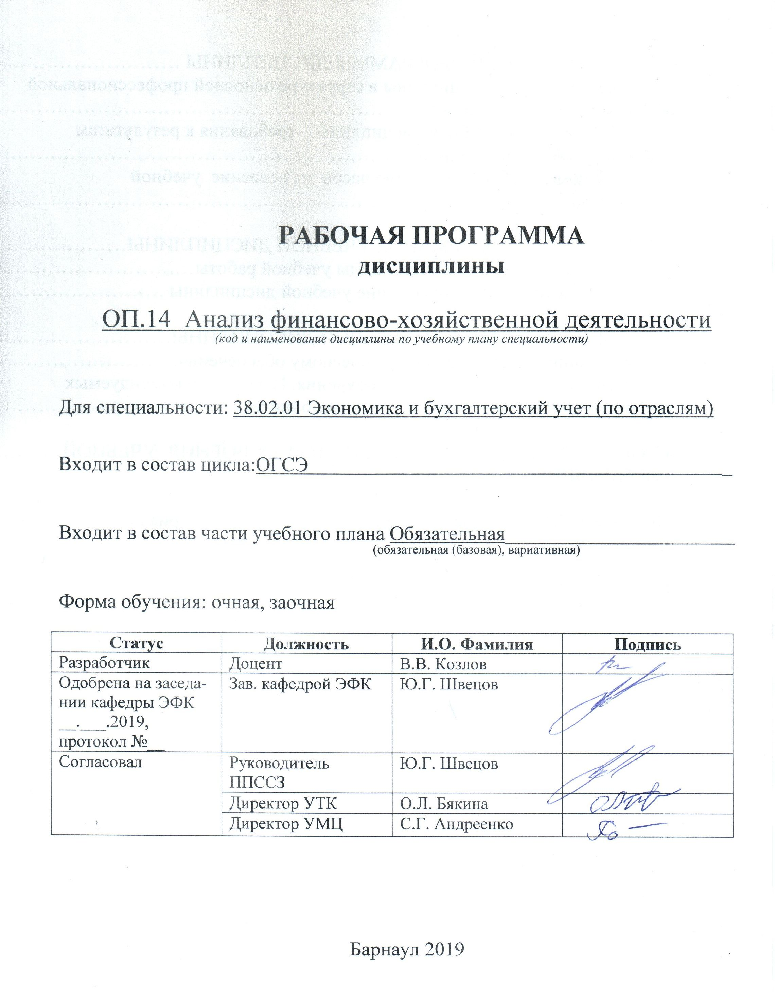 РАБОЧАЯ ПРОГРАММА
дисциплины
ОП.14 Анализ финансово-хозяйственной деятельности
(код и наименование дисциплины по учебному плану специальности)
Для специальности: 38.02.01 Экономика и бухгалтерский учет (по отраслям)
Входит в состав цикла:ОГСЭ
Входит в состав части учебного плана Обязательная
(обязательная (базовая), вариативная)
Форма обучения: очная, заочная
Статус Должность И.О. Фамилия Подпись
Разработчик Доцент В.В. Козлов
Одобрена на заседа- Зав. кафедрой ЭФК Ю.Г. Швецов
нии кафедры ЭФК
__.___.2019,
протокол №__
Согласовал Руководитель Ю.Г. Швецов
ППССЗ
Директор УТК О.Л. Бякина
Директор УМЦ С.Г. Андреенко
Барнаул 2019